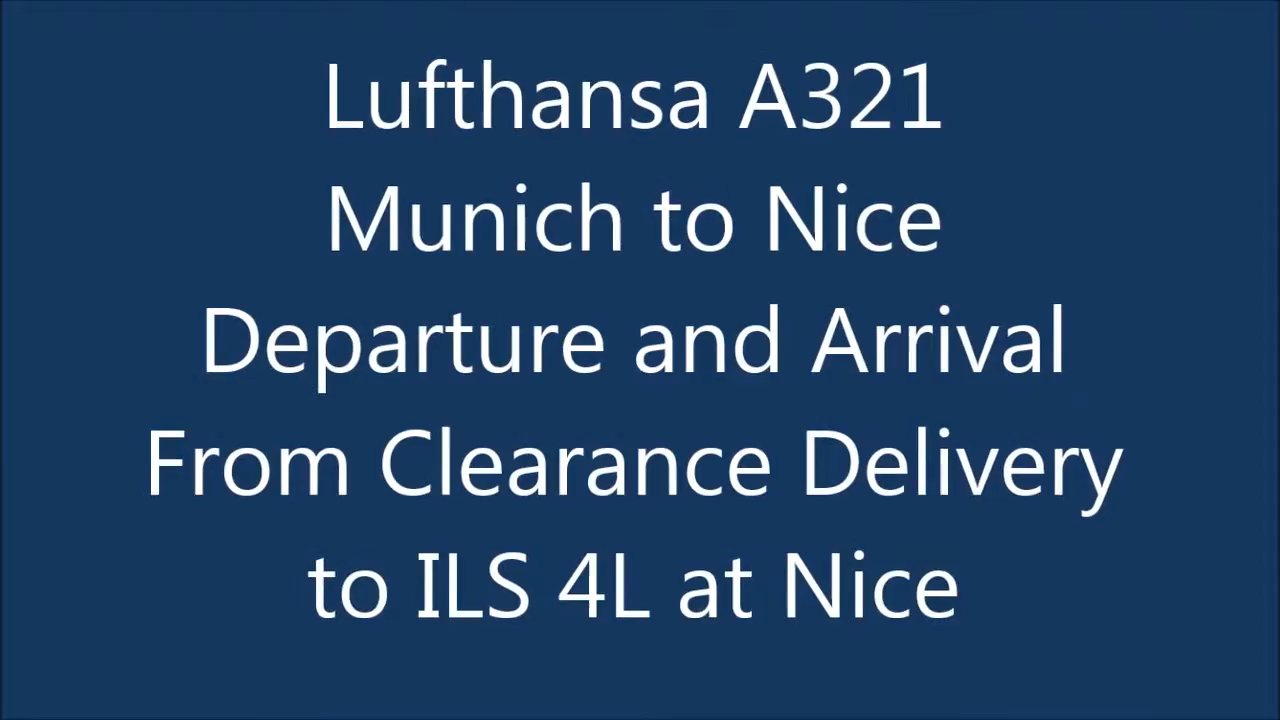 Lufthansa A321
Munich to Nice
Departure and Arrival
From Clearance Delivery
to ILS 4L at Nice